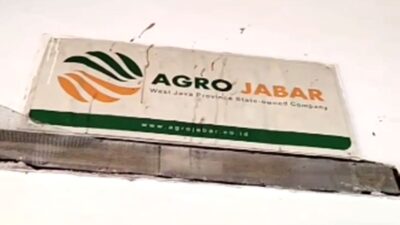 AGRO JABAR
West Java Province State-owned Company
www.agrojabar.co.id